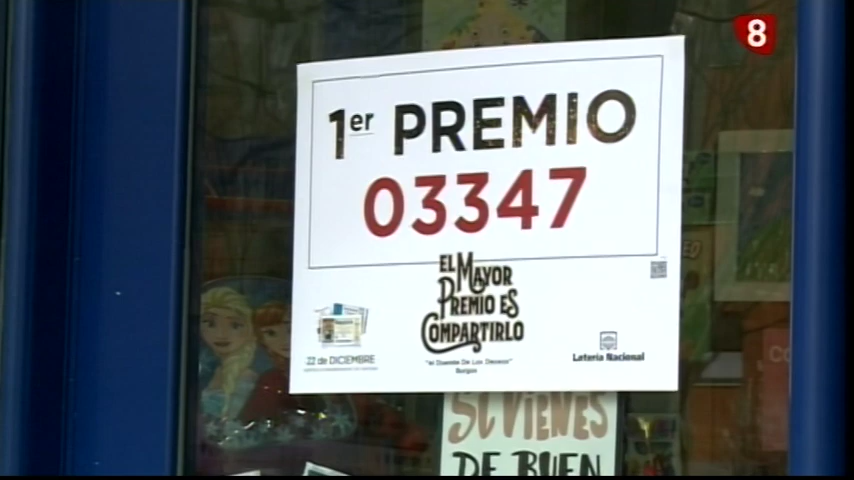 8
1er PREMIO
03347
EL MAYOR
PREMIO ES
COMPARTIRLO
22 de DICIEMBRE
"el Duende De Los Deseos"
Burgos
Lotería Nacional
SI VIENES
DE BUEN